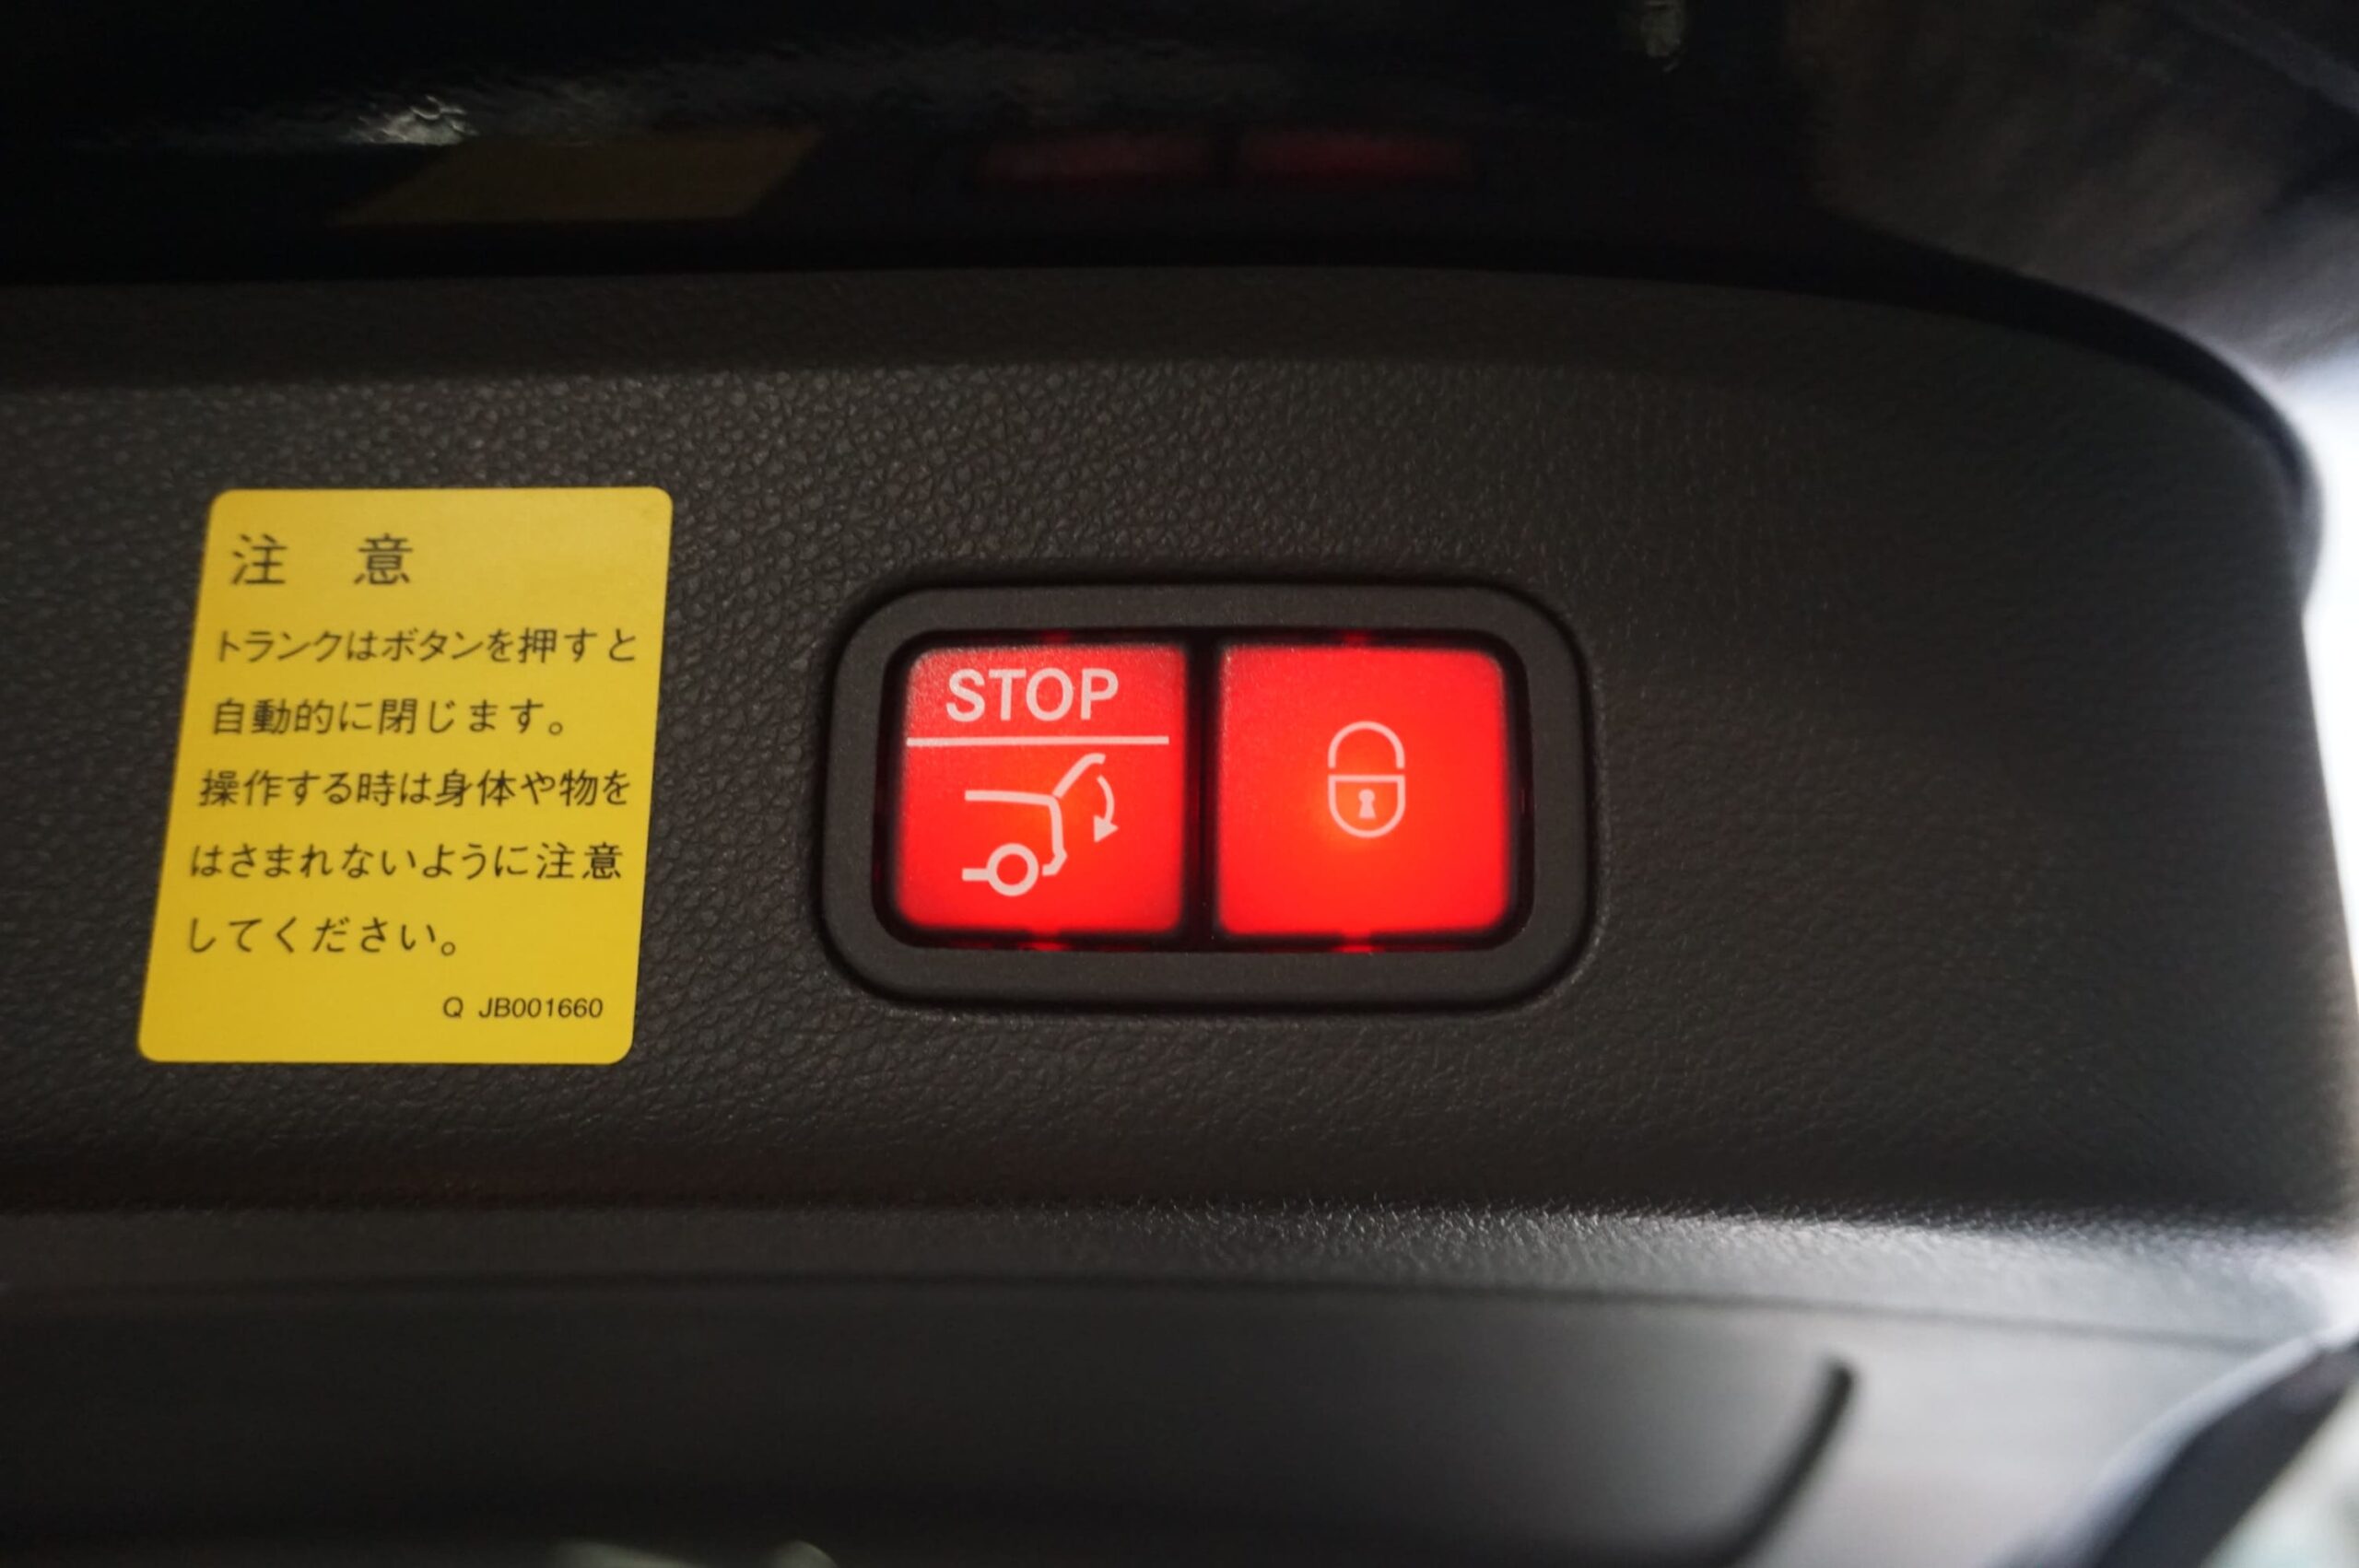 注　意
トランクはボタンを押すと
自動的に閉じます。
操作する時は身体や物を
はさまれないように注意
してください。
Q JB001660
STOP